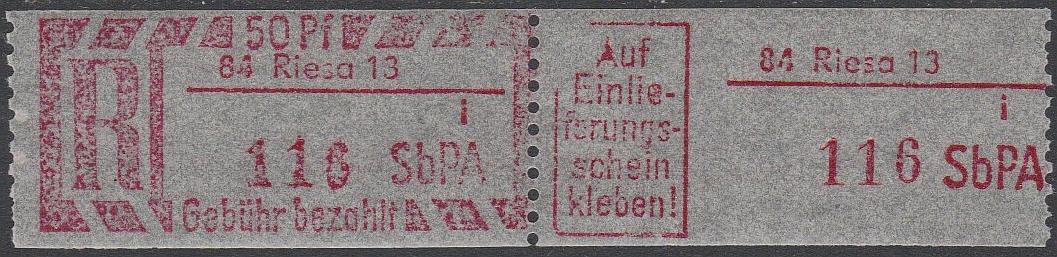 50 Pf
R
84 Riesa 13
i
116 SbPA
Gebühr bezahlt
Auf
Einlie-
ferungs-
schein
kleben!
84 Riesa 13
i
116 SbPA